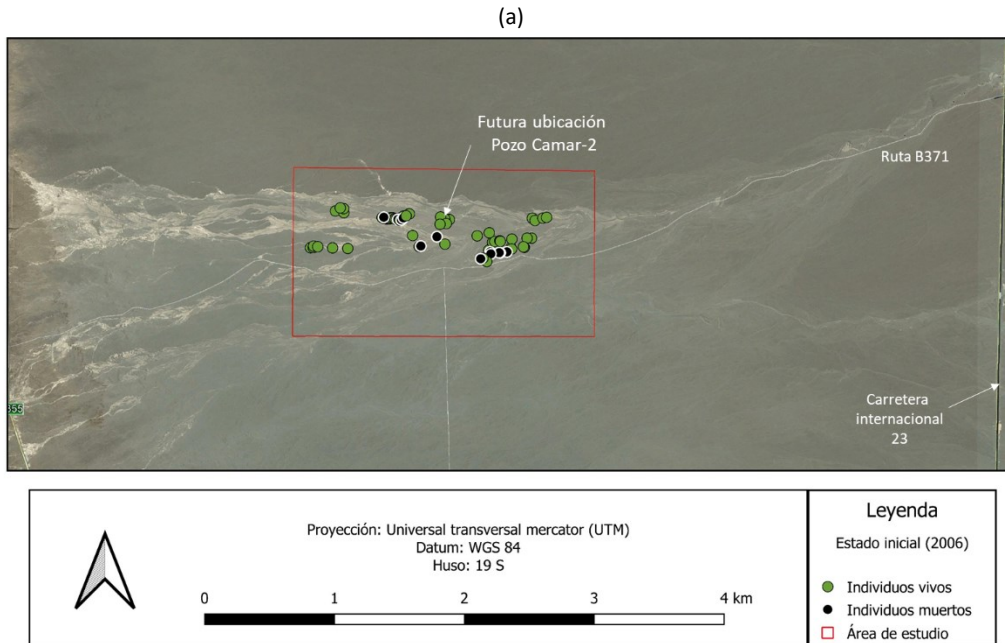 (a)
Futura ubicación
Pozo Camar-2
Ruta B371
355
Carretera
internacional
23
Proyección: Universal transversal mercator (UTM)
Datum: WGS 84
Huso: 19 S
0 1 2 3 4 km
Leyenda
Estado inicial (2006)
Individuos vivos
Individuos muertos
Área de estudio